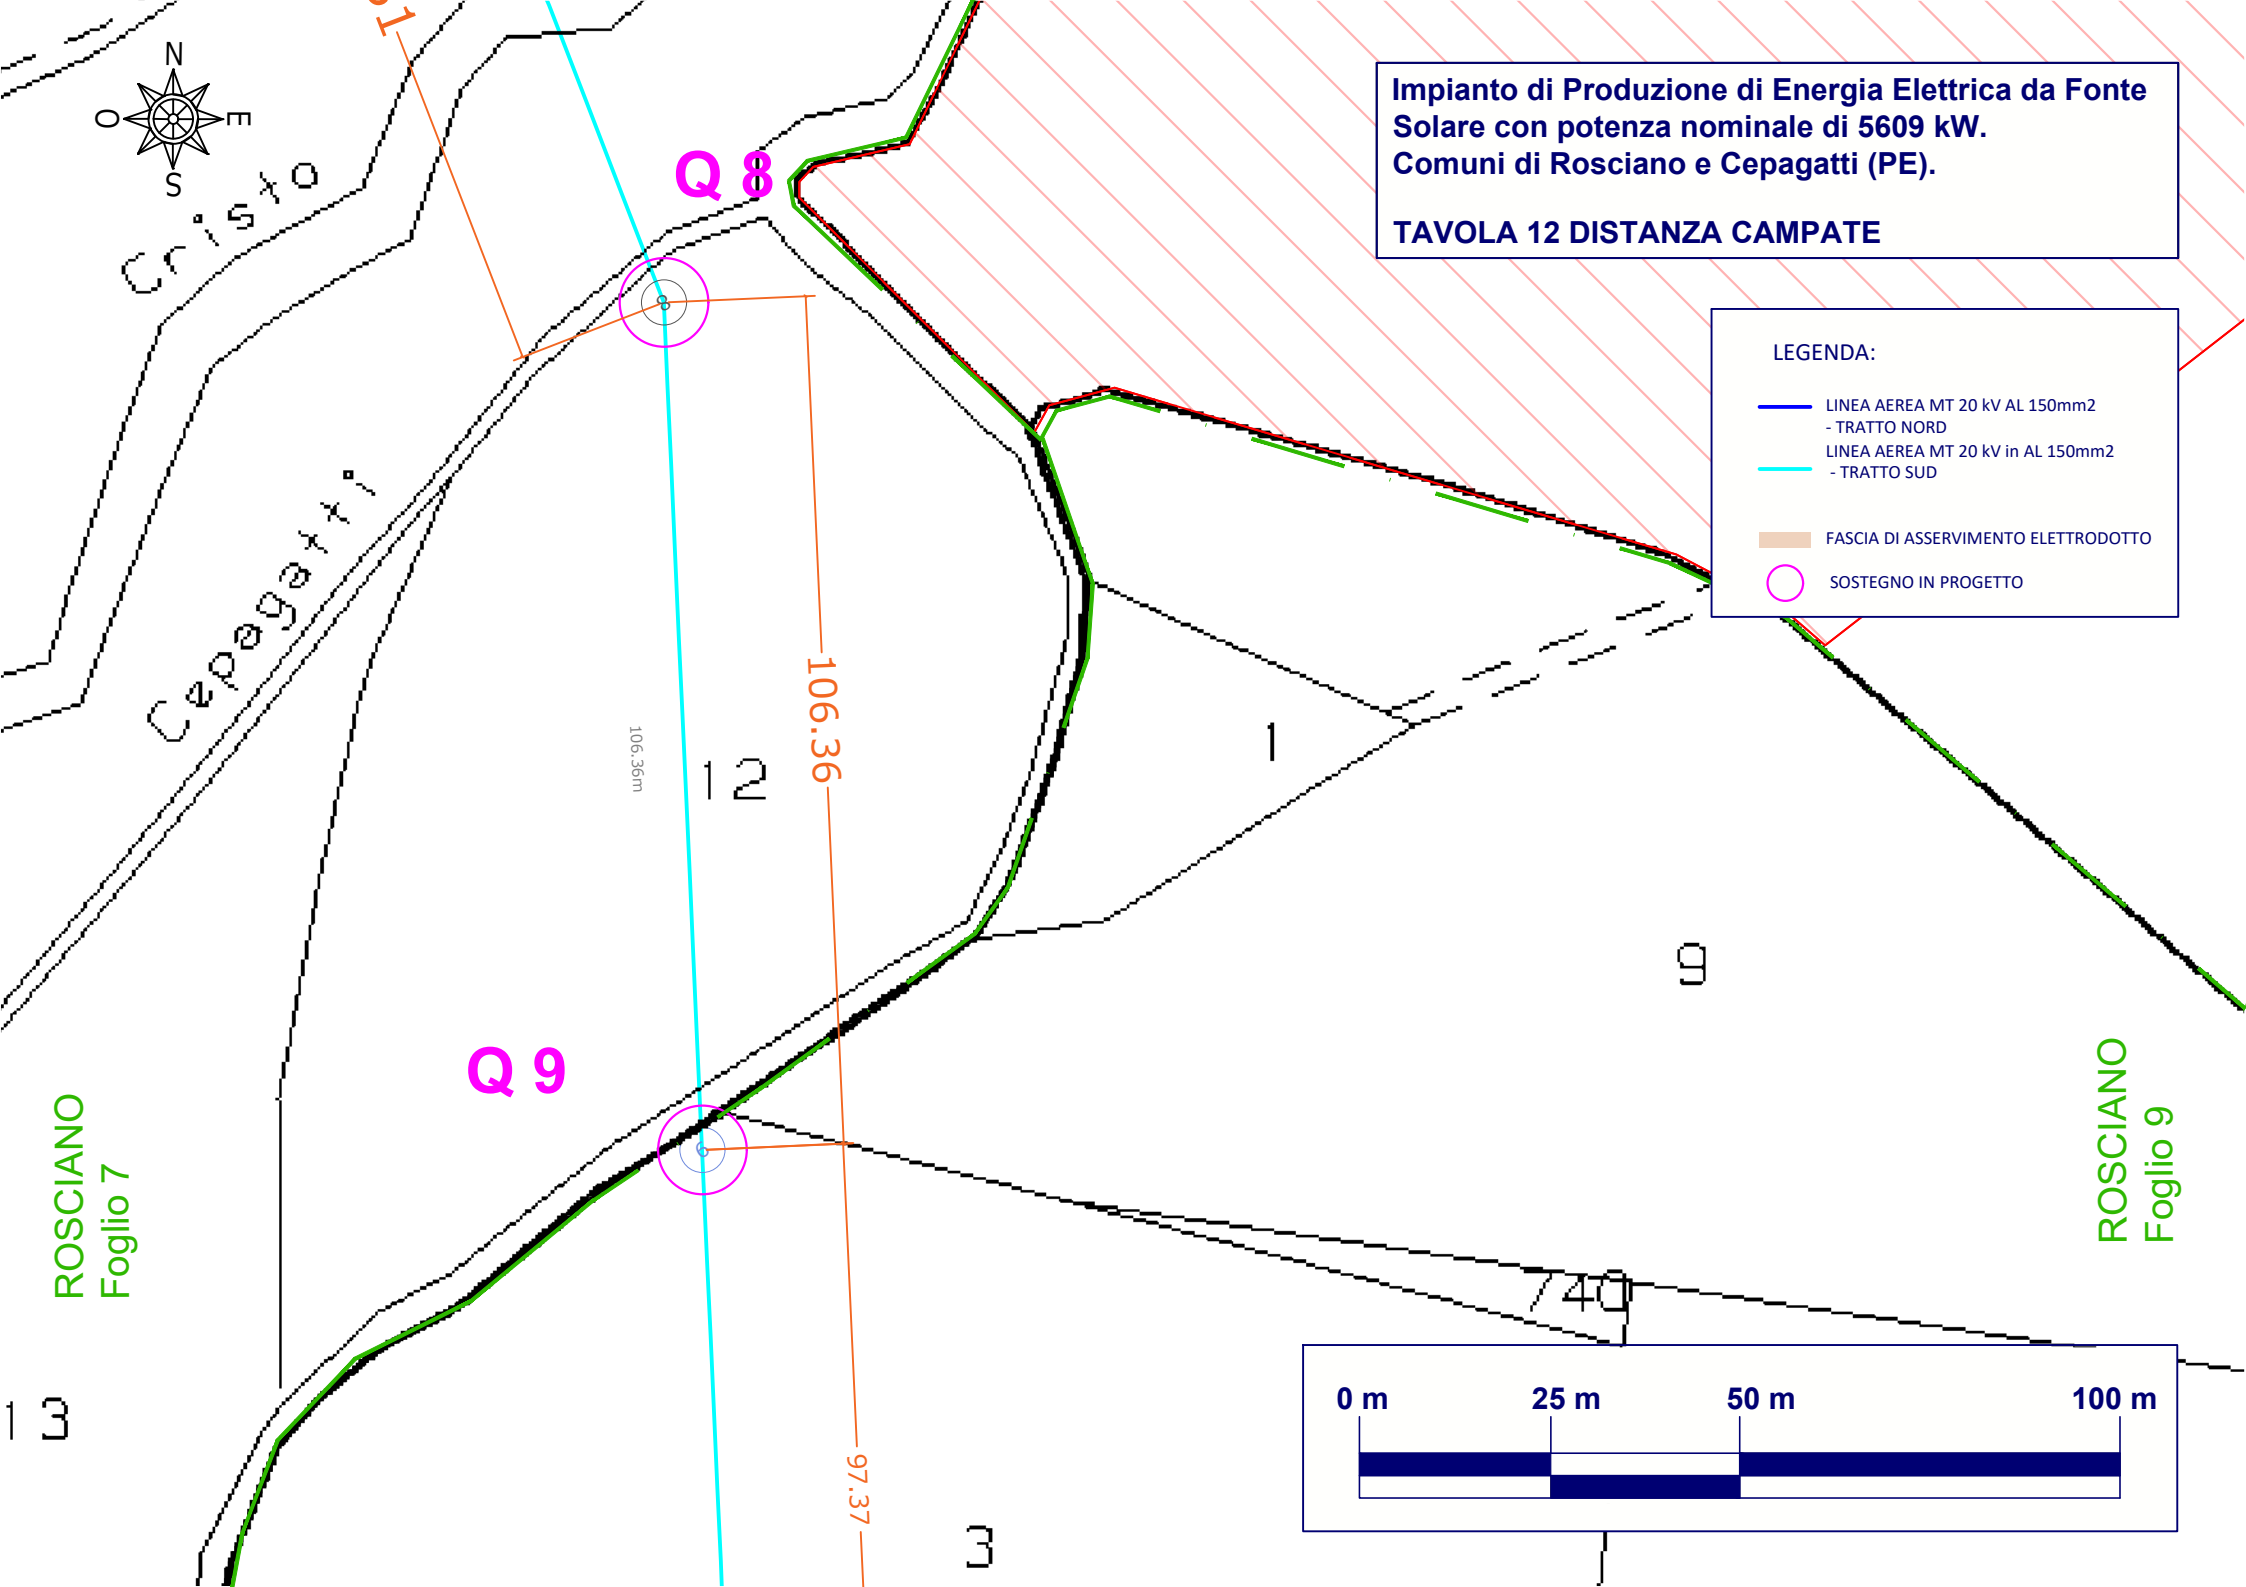 N
O
E
S
Cristo
Q 8
Impianto di Produzione di Energia Elettrica da Fonte
Solare con potenza nominale di 5609 kW.
Comuni di Rosciano e Cepagatti (PE).
TAVOLA 12 DISTANZA CAMPATE
8
LEGENDA:
LINEA AEREA MT 20 kV AL 150mm2
- TRATTO NORD
LINEA AEREA MT 20 kV in AL 150mm2
- TRATTO SUD
FASCIA DI ASSERVIMENTO ELETTRODOTTO
SOSTEGNO IN PROGETTO
Cepagatti
106.36
106.36m
12
1
9
Q 9
ROSCIANO
Foglio 7
ROSCIANO
Foglio 9
740
13
97.37
3
0 m 25 m 50 m 100 m